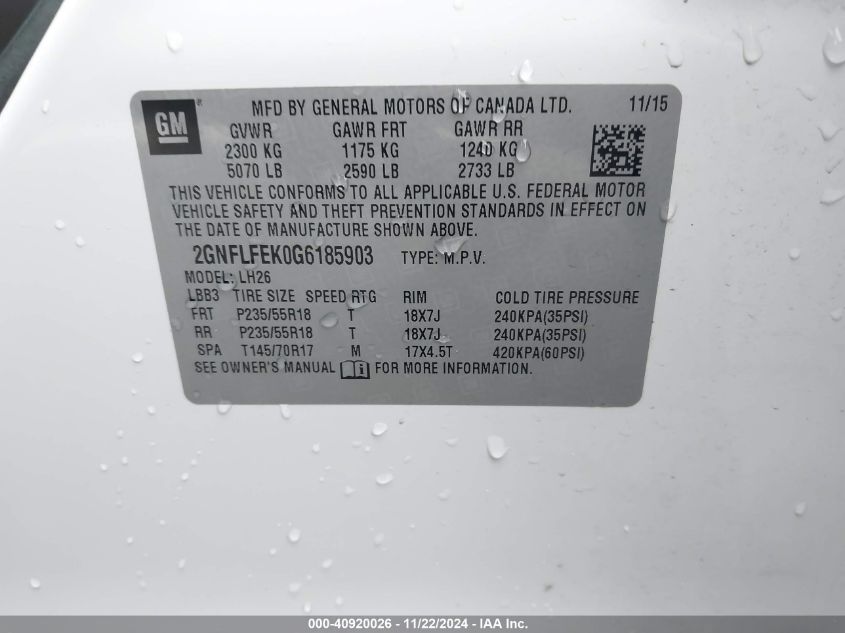 GM ® MFD BY GENERAL MOTORS OF CANADA LTD. 11/15
GVWR GAWR FRT GAWR RR
2300 KG 1175 KG 1240 KG
5070 LB 2590 LB 2733 LB
THIS VEHICLE CONFORMS TO ALL APPLICABLE U.S. FEDERAL MOTOR
VEHICLE SAFETY AND THEFT PREVENTION STANDARDS IN EFFECT ON
THE DATE OF MANUFACTURE SHOWN ABOVE.
2GNFLFEK0G6185903 TYPE: M.P.V.
MODEL: LH26
LBB3 TIRE SIZE SPEED RTG RIM COLD TIRE PRESSURE
FRT P235/55R18 T 18X7J 240KPA(35PSI)
RR P235/55R18 T 18X7J 240KPA(35PSI)
SPA T145/70R17 M 17X4.5T 420KPA(60PSI)
SEE OWNER'S MANUAL FOR MORE INFORMATION.
000-40920026 - 11/22/2024 - IAA Inc.